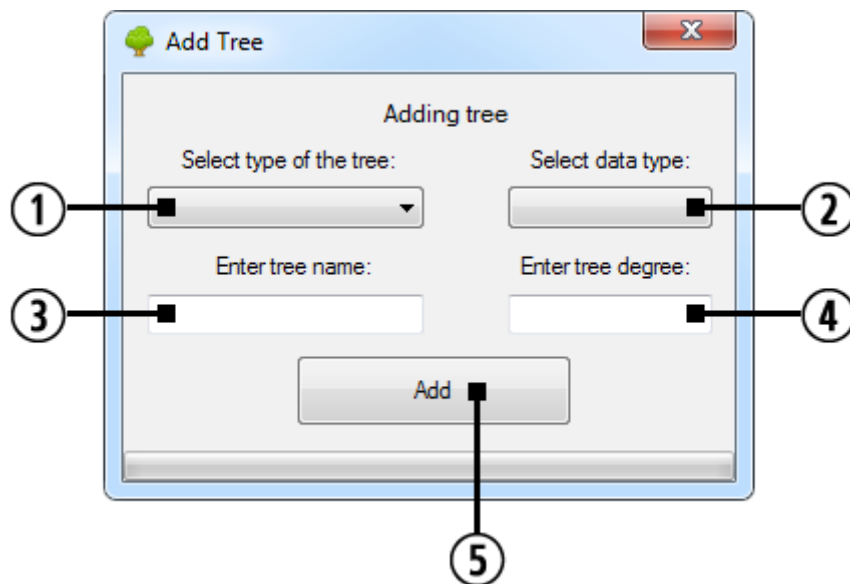 Add Tree
Adding tree
Select type of the tree:
Select data type:
1
2
Enter tree name:
Enter tree degree:
3
4
Add
5